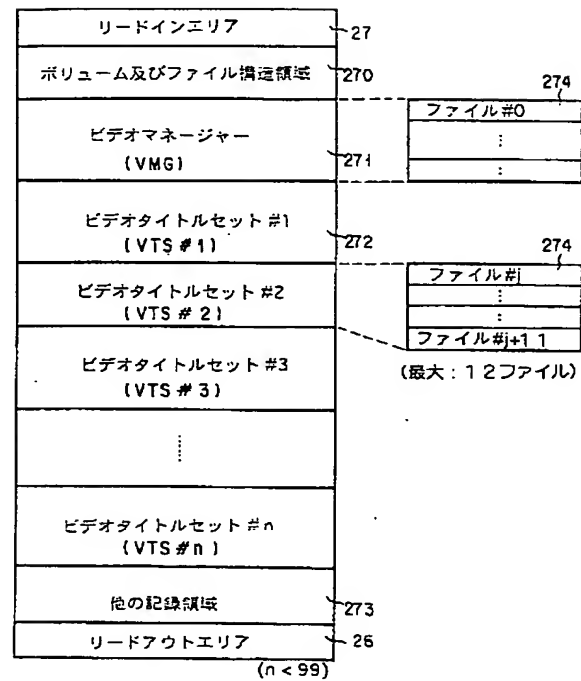 リードインエリア
27
ボリューム及びファイル構造領域
270
ビデオマネージャー
(VMG)
271
274
ファイル#0
⋮
⋮
ビデオタイトルセット #1
(VTS #1)
272
ビデオタイトルセット #2
(VTS #2)
274
ファイル#j
⋮
⋮
ファイル#j+11
(最大:12ファイル)
ビデオタイトルセット #3
(VTS #3)
⋮
ビデオタイトルセット #n
(VTS #n)
他の記録領域
273
リードアウトエリア
26
(n<99)